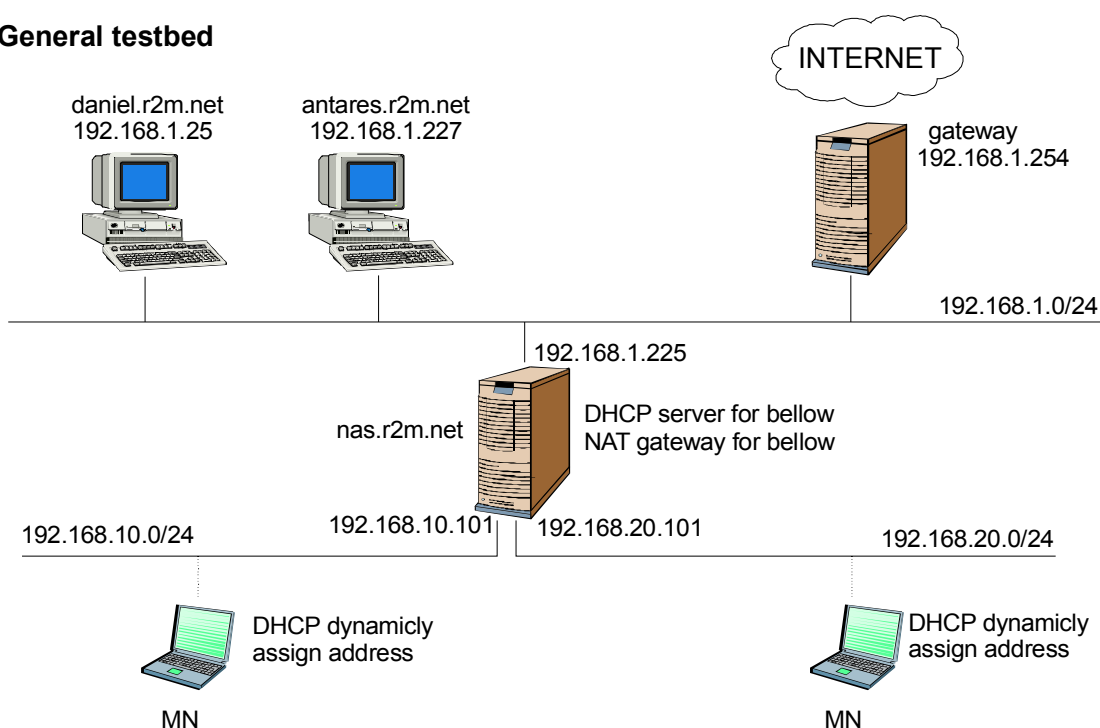 General testbed
INTERNET
daniel.r2m.net
192.168.1.25
antares.r2m.net
192.168.1.227
gateway
192.168.1.254
192.168.1.0/24
192.168.1.225
nas.r2m.net
DHCP server for bellow
NAT gateway for bellow
192.168.10.0/24
192.168.10.101
192.168.20.101
192.168.20.0/24
DHCP dynamicly
assign address
MN
DHCP dynamicly
assign address
MN